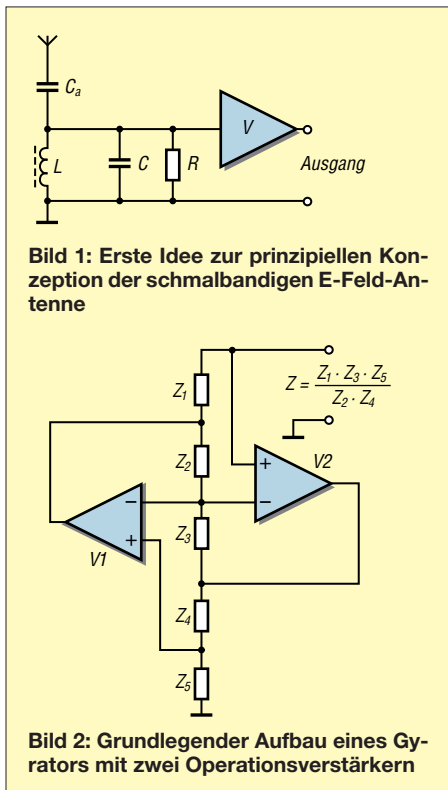 Cₐ
L
C
R
V
Ausgang
Bild 1: Erste Idee zur prinzipiellen Kon-
zeption der schmalbandigen E-Feld-An-
tenne
Z₁
Z = Z₁ · Z₃ · Z₅ / Z₂ · Z₄
Z₂
+
V2
–
–
+
V1
Z₃
Z₄
Z₅
Bild 2: Grundlegender Aufbau eines Gy-
rators mit zwei Operationsverstärkern